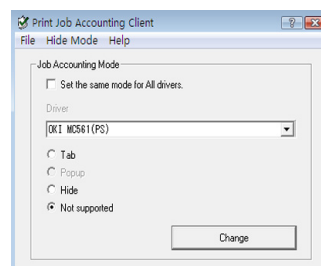 Print Job Accounting Client
File Hide Mode Help
Job Accounting Mode
Set the same mode for All drivers.
Driver
OKI MC561(PS)
Tab
Popup
Hide
Not supported
Change